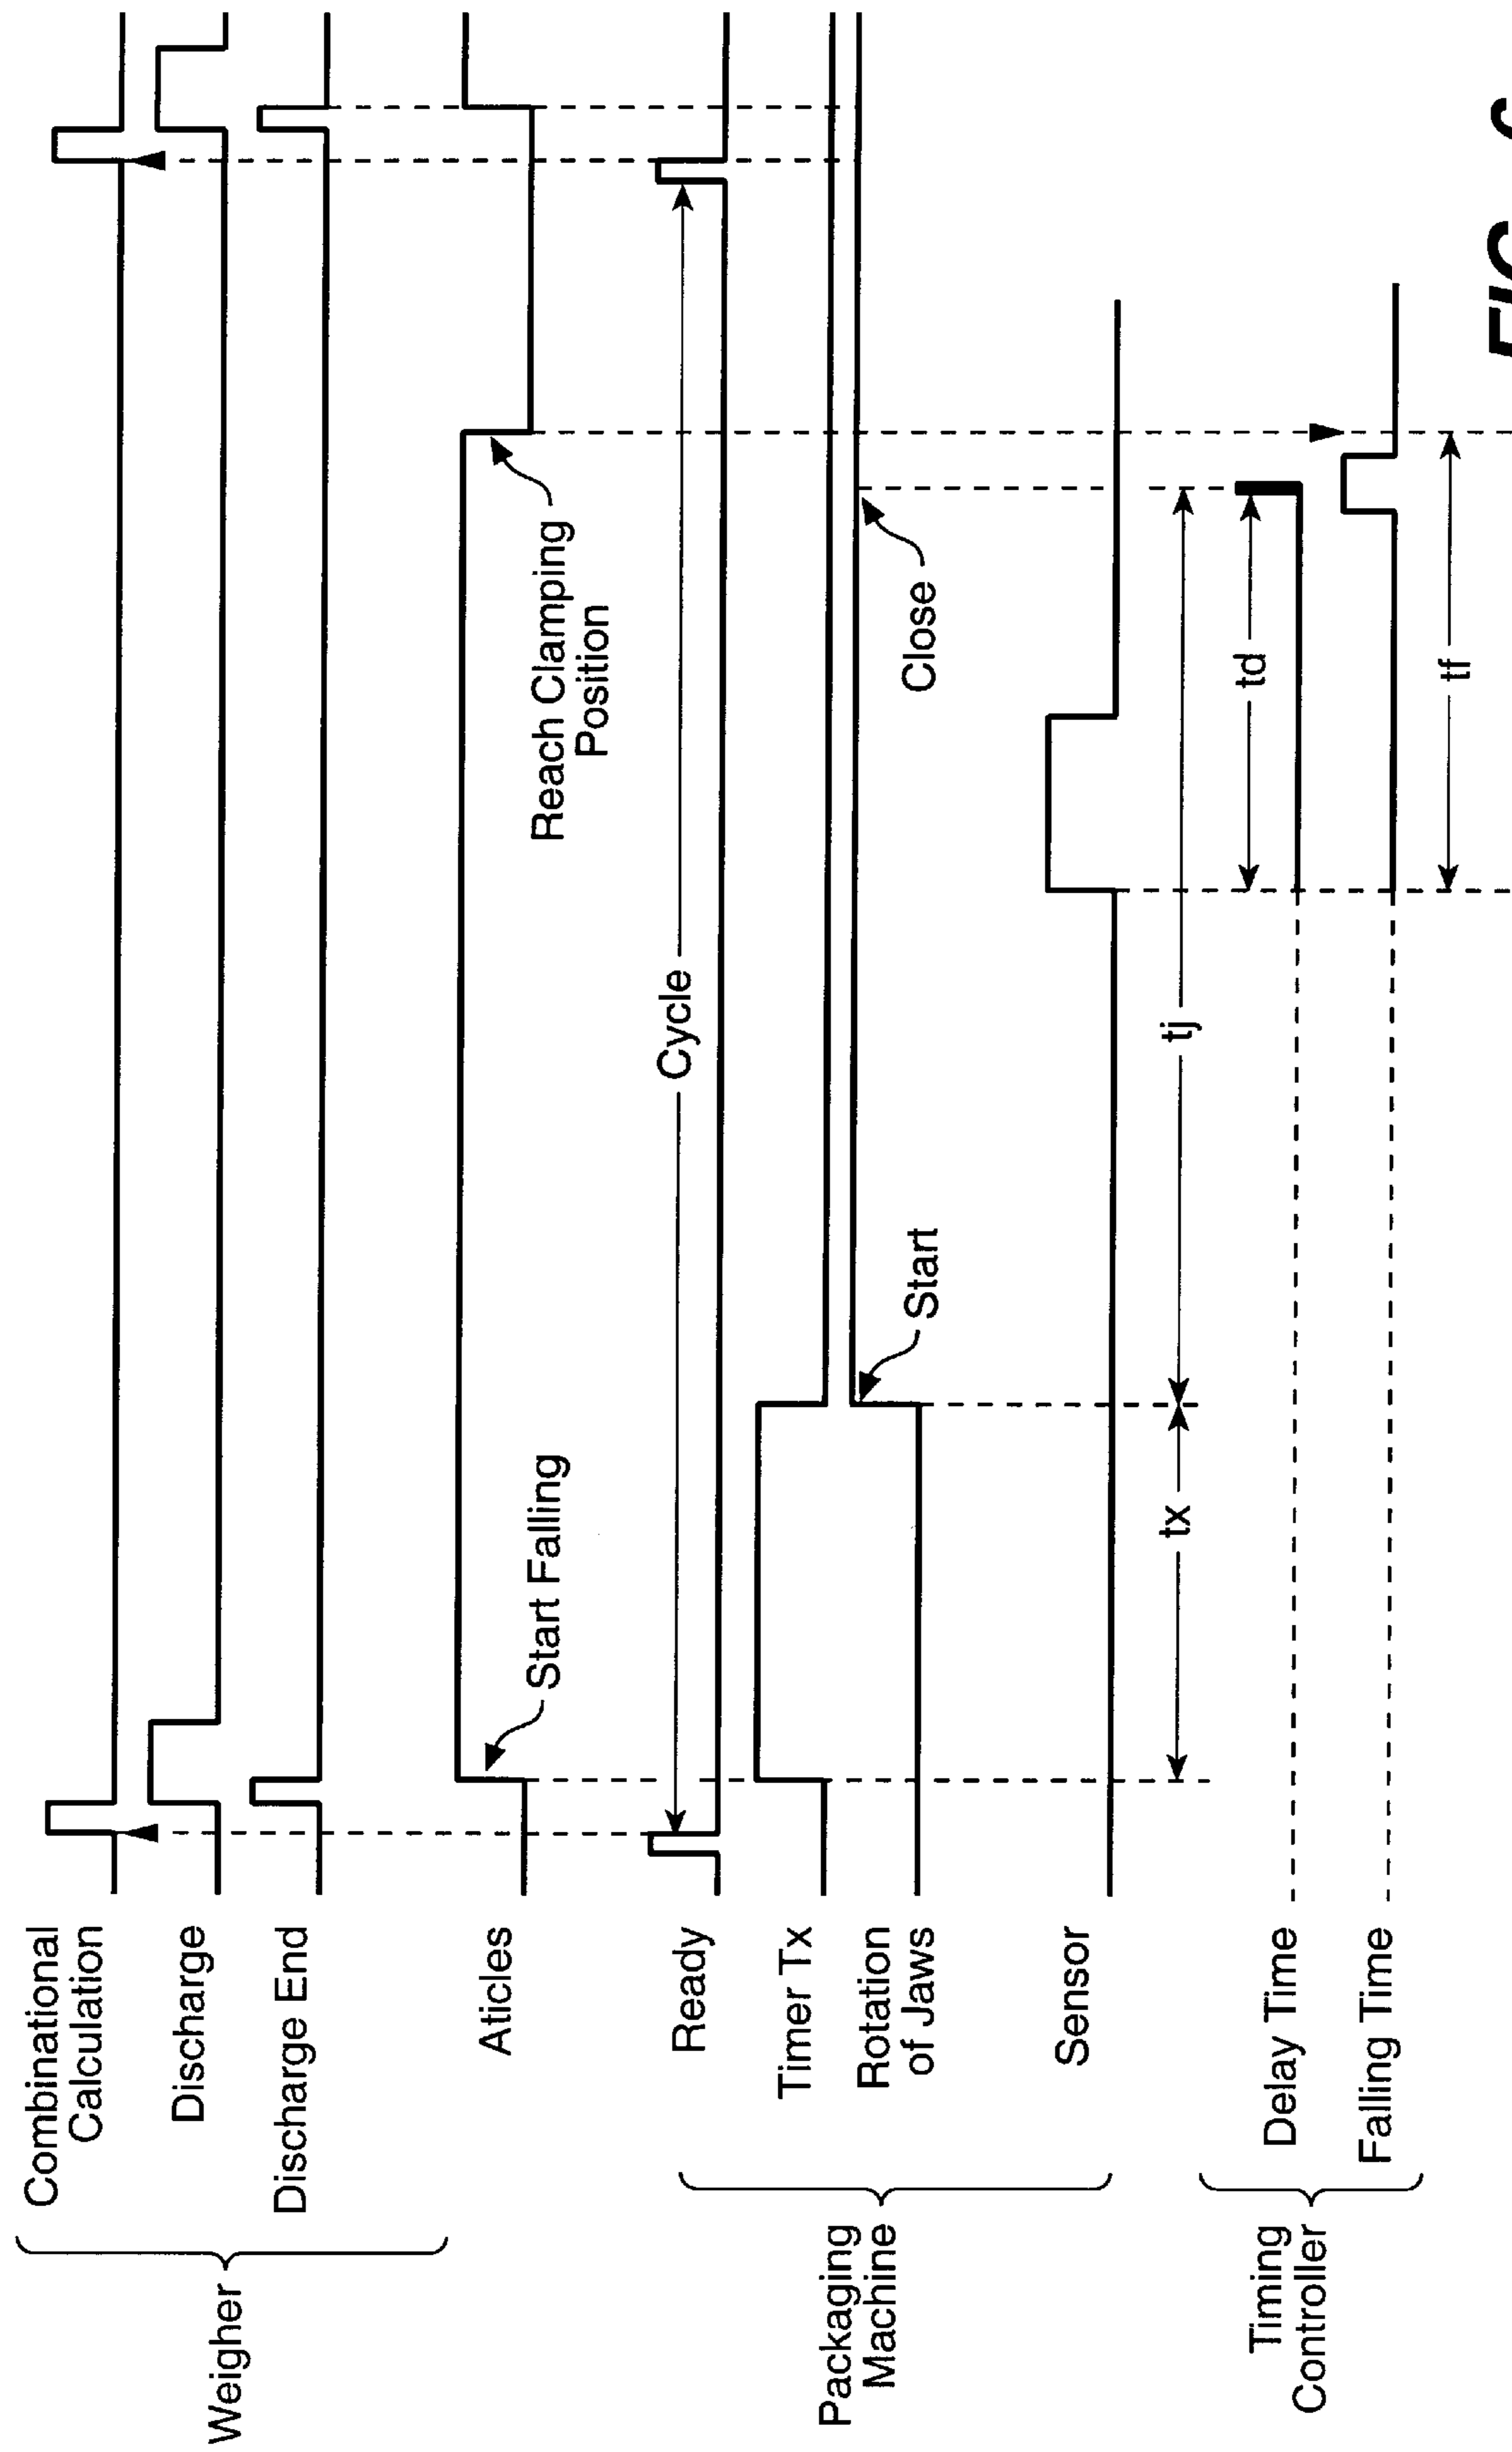 Weigher
Combinational
Calculation
Discharge
Discharge End
Aticles
Start Falling
Reach Clamping
Position
Packaging
Machine
Ready
Cycle
Timer Tx
Rotation
of Jaws
Start
Close
Sensor
tx
tj
Timing
Controller
Delay Time
td
Falling Time
tf
FIG.